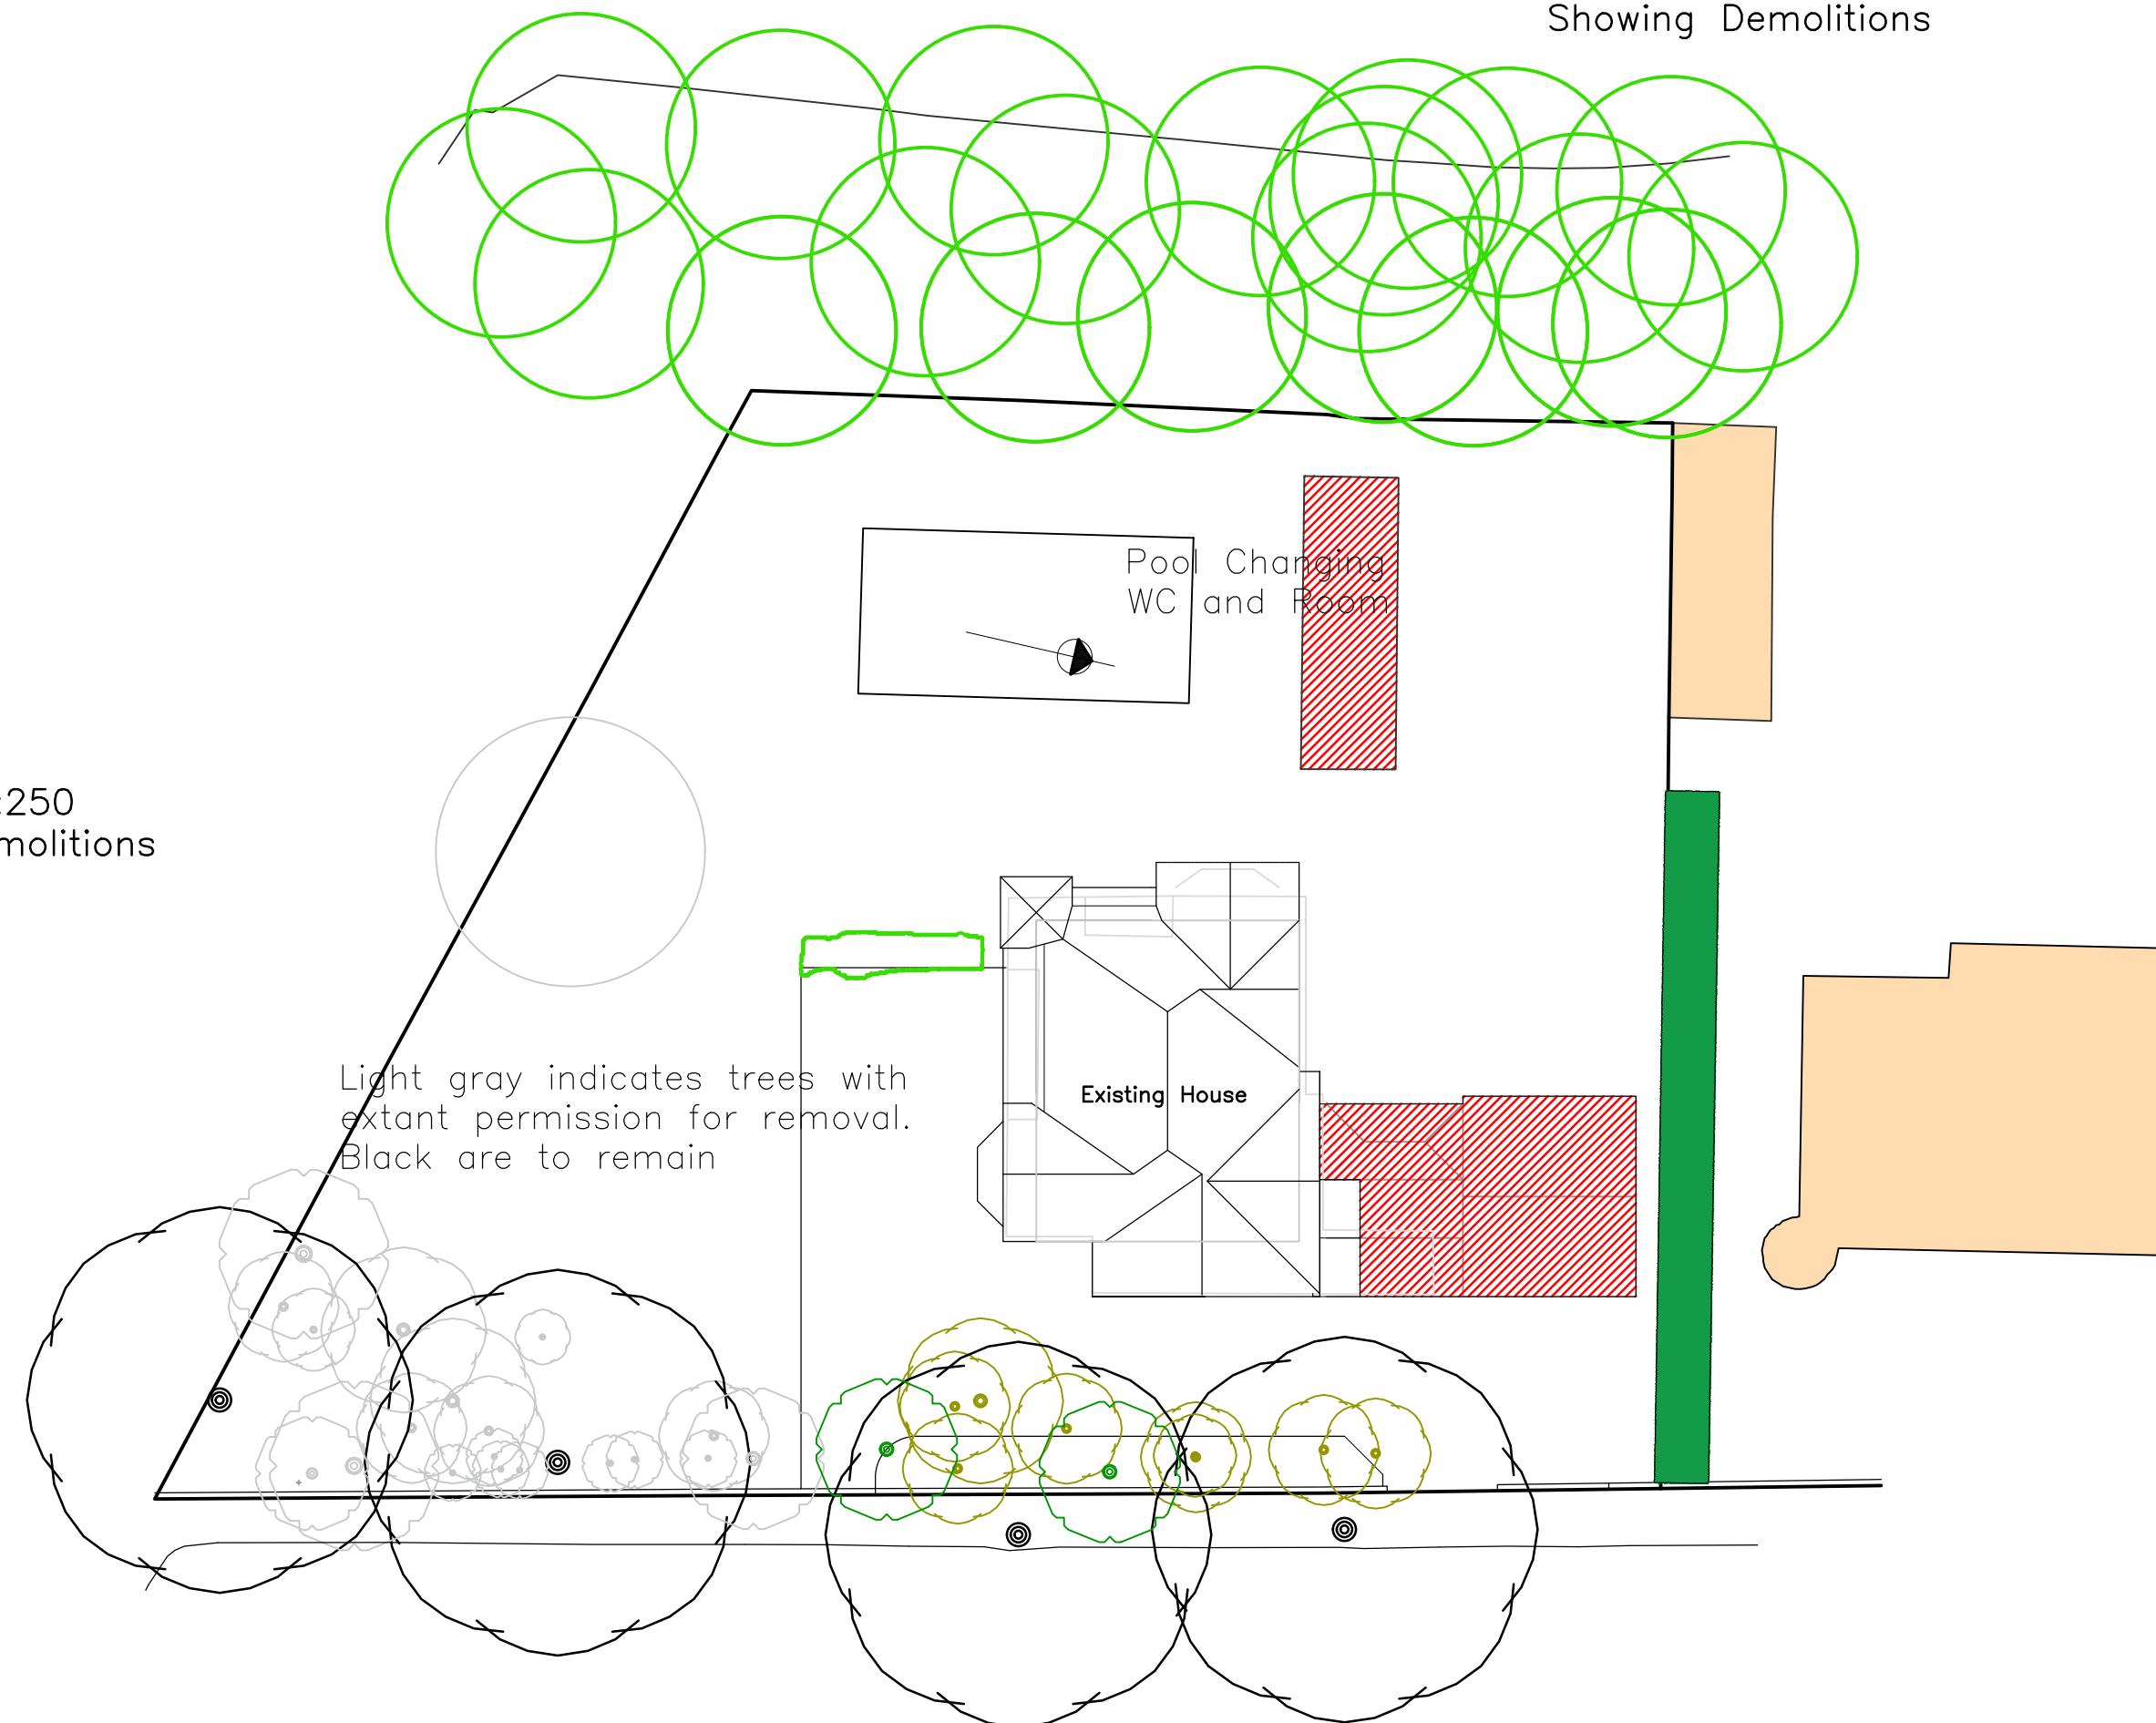 Showing Demolitions
Pool Changing
WC and Room
:250
molitions
Light gray indicates trees with
extant permission for removal.
Black are to remain
Existing House